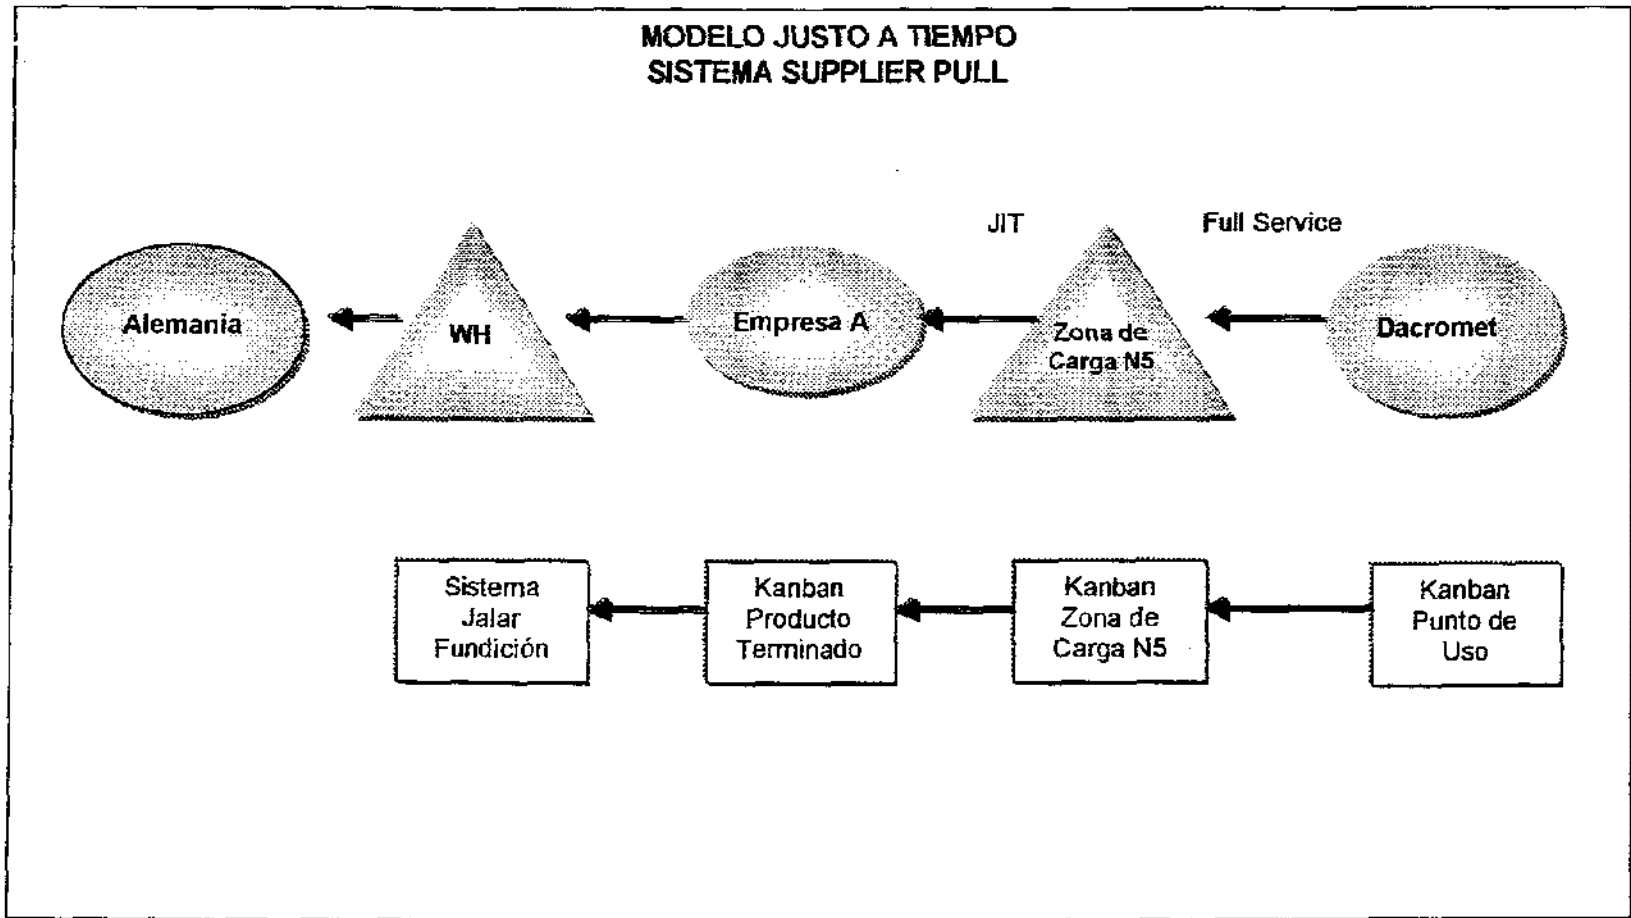 MODELO JUSTO A TIEMPO
SISTEMA SUPPLIER PULL
JIT
Full Service
Alemania
WH
Empresa A
Zona de
Carga N5
Dacromet
Sistema
Jalar
Fundición
Kanban
Producto
Terminado
Kanban
Zona de
Carga N5
Kanban
Punto de
Uso